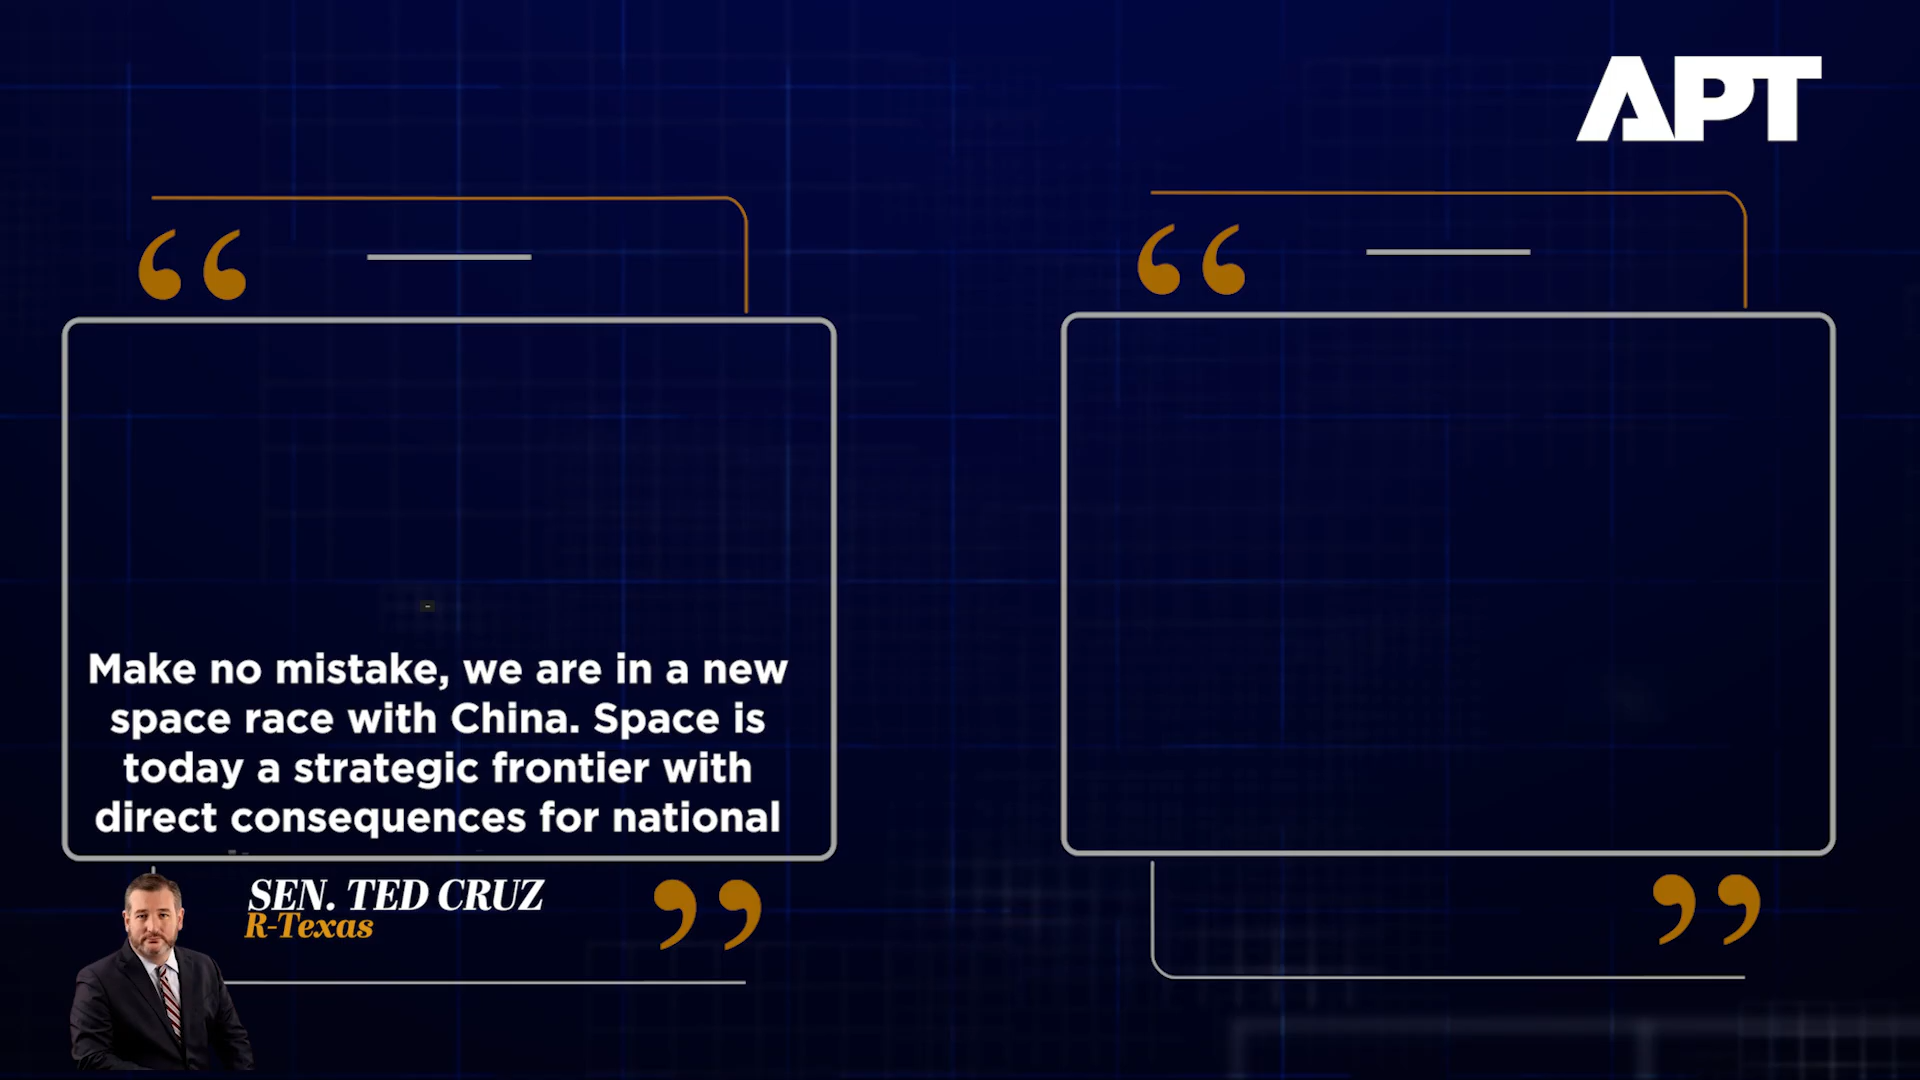 APT
“
Make no mistake, we are in a new
space race with China. Space is
today a strategic frontier with
direct consequences for national
SEN. TED CRUZ
R-Texas
”
“
”